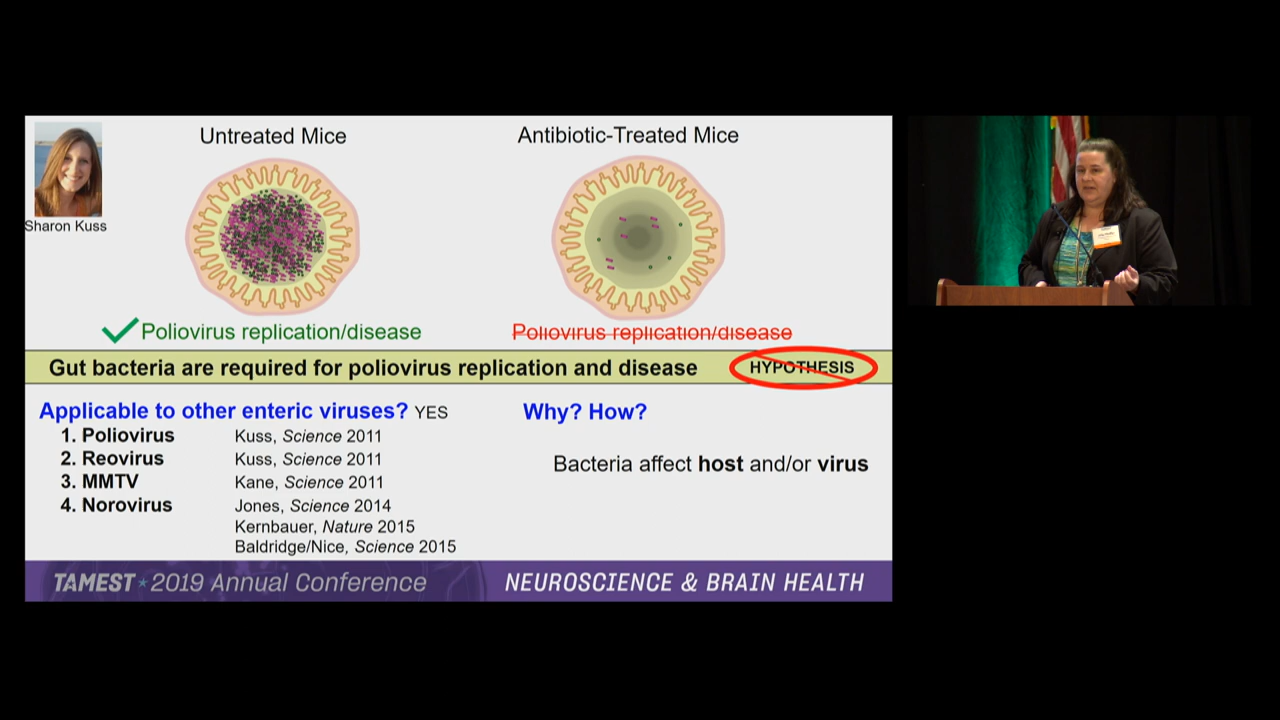 Untreated Mice
Antibiotic-Treated Mice
Sharon Kuss
Poliovirus replication/disease
Poliovirus replication/disease
Gut bacteria are required for poliovirus replication and disease
HYPOTHESIS
Applicable to other enteric viruses? YES
1. Poliovirus Kuss, Science 2011
2. Reovirus Kuss, Science 2011
3. MMTV Kane, Science 2011
4. Norovirus Jones, Science 2014
Kernbauer, Nature 2015
Baldridge/Nice, Science 2015
Why? How?
Bacteria affect host and/or virus
TAMEST★2019 Annual Conference
NEUROSCIENCE & BRAIN HEALTH